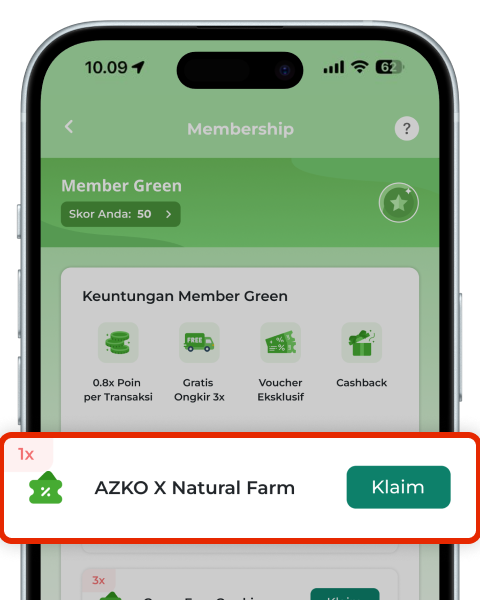 10.09
62
Membership
?
Member Green
Skor Anda: 50
Keuntungan Member Green
FREE
0.8x Poin
per Transaksi
Gratis
Ongkir 3x
Voucher
Eksklusif
Cashback
1x
AZKO X Natural Farm
Klaim
3x